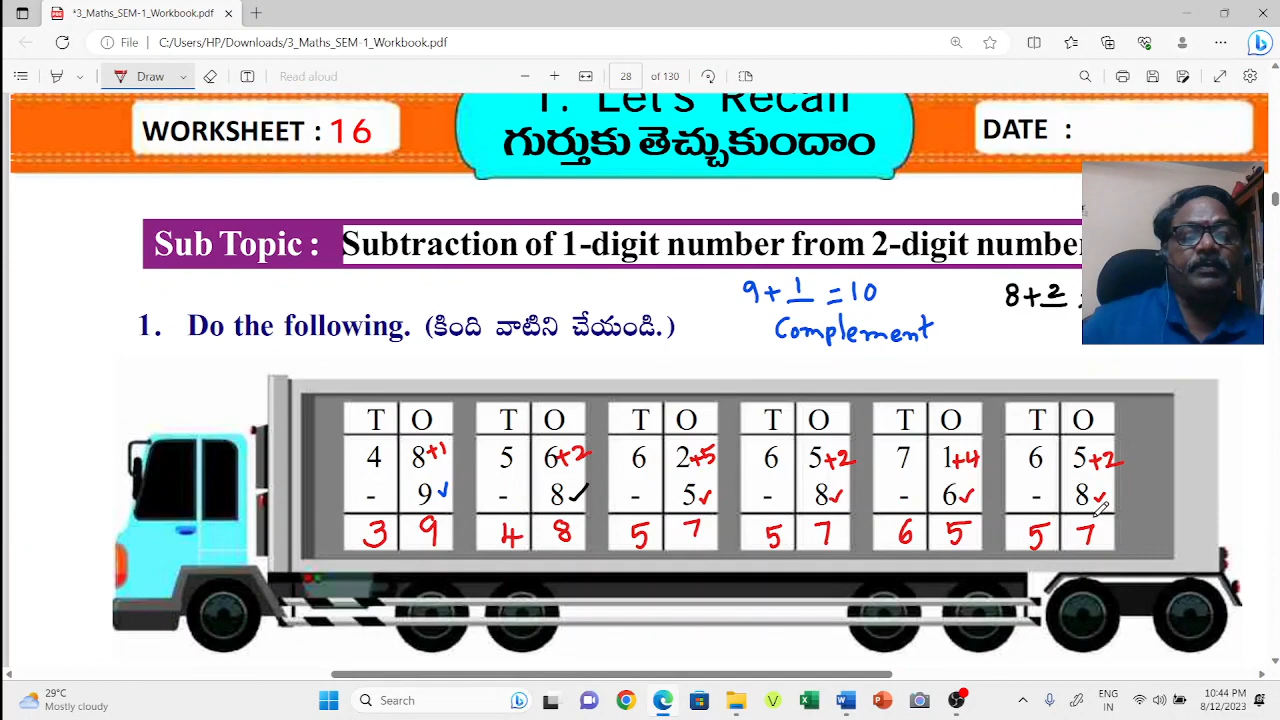 *3_Maths_SEM-1_Workbook.pdf
File C:/Users/HP/Downloads/3_Maths_SEM-1_Workbook.pdf
Draw Read aloud 28 of 130
WORKSHEET : 16
1. Let's Recall
గుర్తుకు తెచ్చుకుందాం
DATE :
Sub Topic : Subtraction of 1-digit number from 2-digit number
9 + 1 = 10
8 + 2
Complement
1. Do the following. (కింది వాటిని చేయండి.)
T O T O T O T O T O T O
4 8+1 5 6+2 6 2+5 6 5+2 7 1+4 6 5+2
- 9 ✓ - 8 ✓ - 5 ✓ - 8 ✓ - 6 ✓ - 8 ✓
3 9 4 8 5 7 5 7 6 5 5 7
29°C
Mostly cloudy
Search
ENG
IN
10:44 PM
8/12/2023